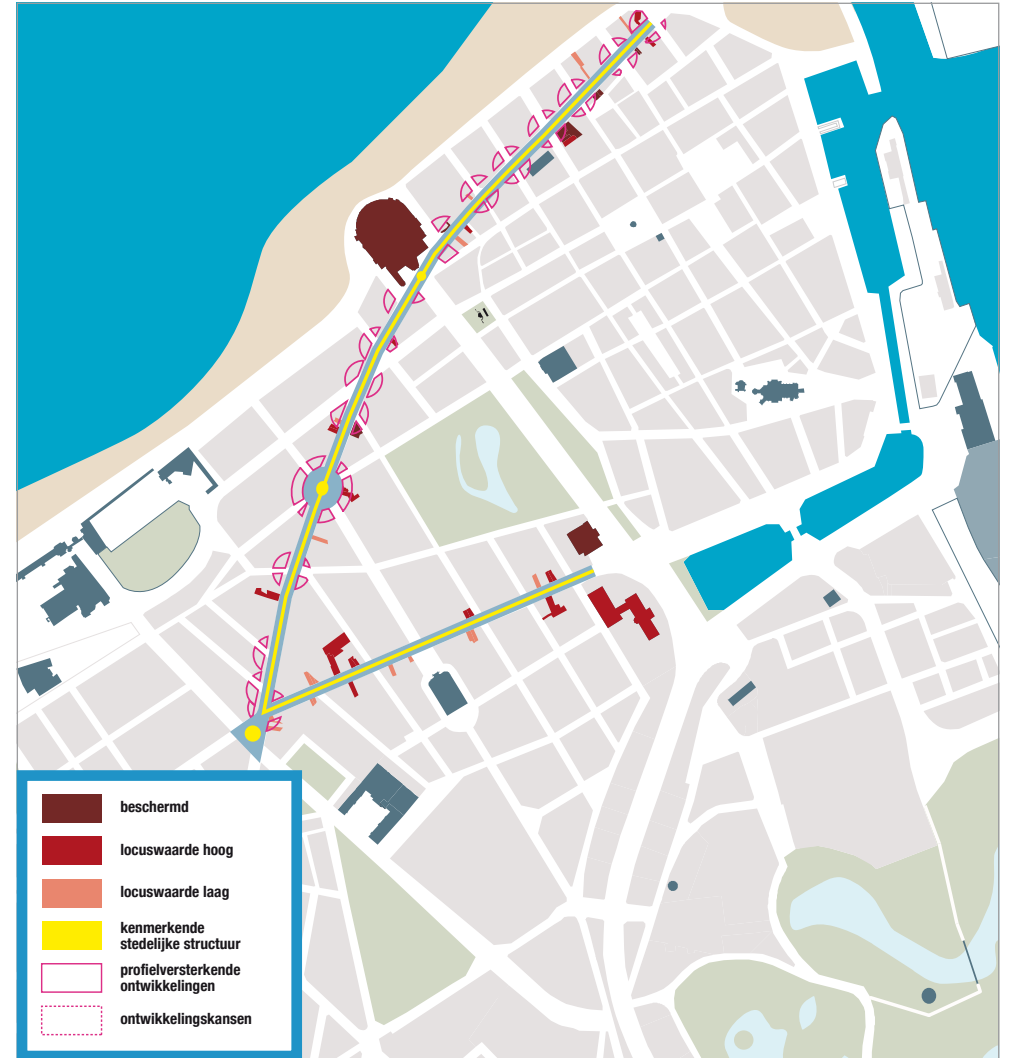 beschermd
locuswaarde hoog
locuswaarde laag
kenmerkende
stedelijke structuur
profielversterkende
ontwikkelingen
ontwikkelingskansen